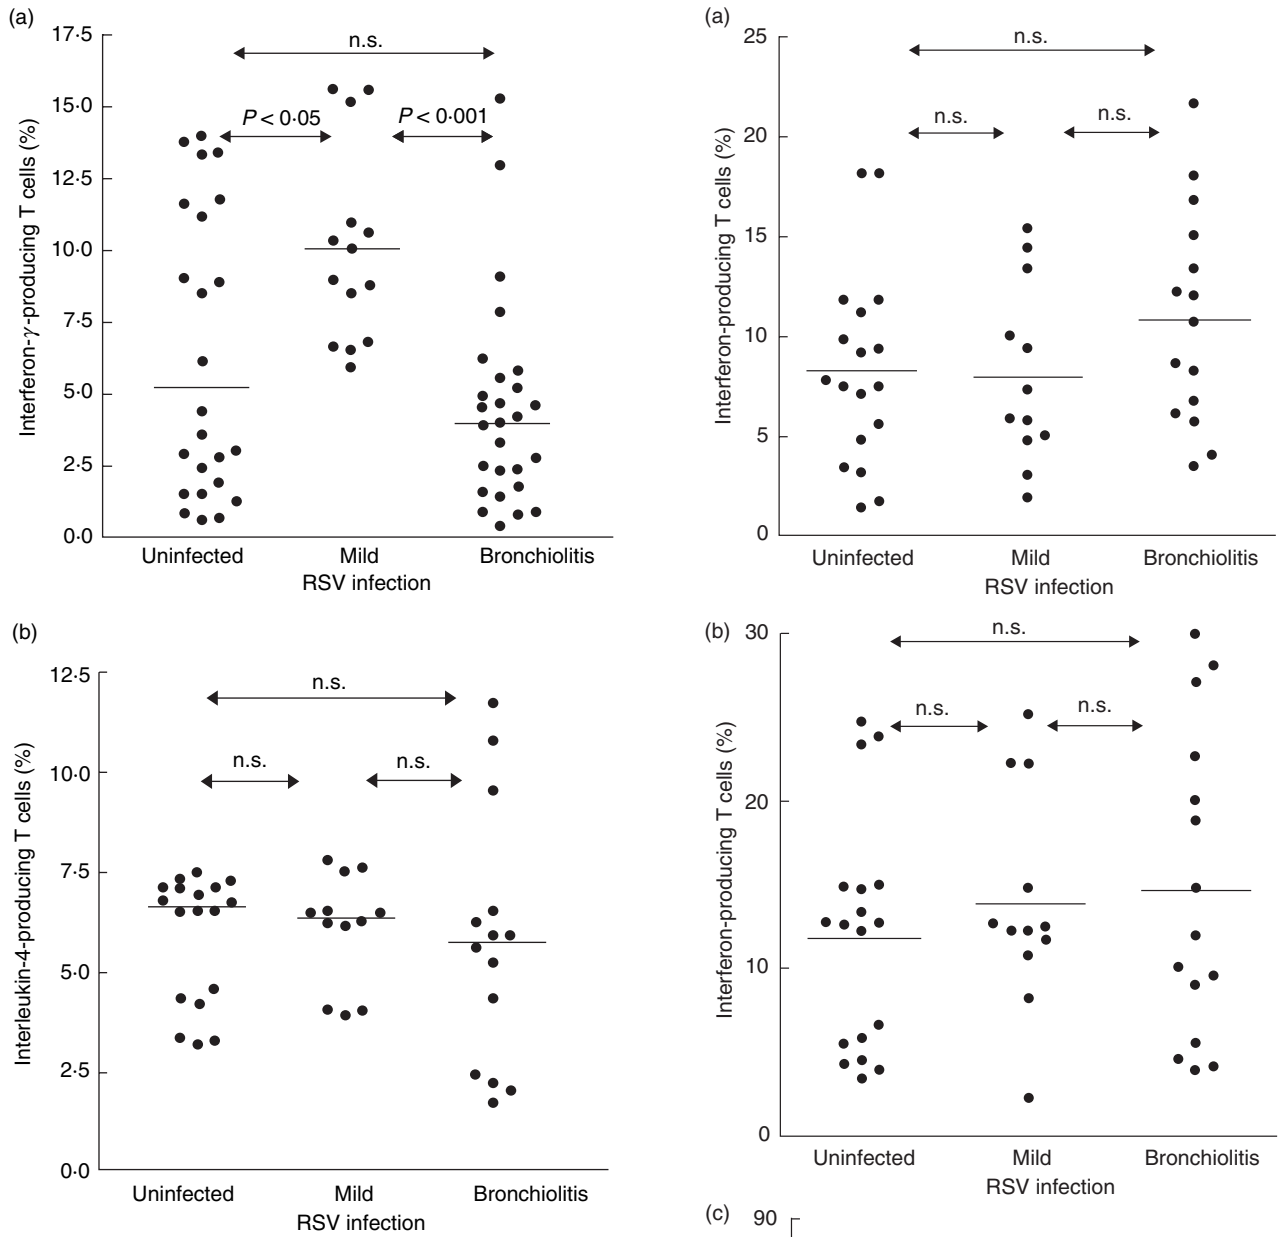 (a)
17·5
15·0
12·5
10·0
7·5
5·0
2·5
0·0
Interferon-γ-producing T cells (%)
n.s.
P < 0·05
P < 0·001
Uninfected Mild Bronchiolitis
RSV infection
(b)
12·5
10·0
7·5
5·0
2·5
0·0
Interleukin-4-producing T cells (%)
n.s.
n.s.
n.s.
Uninfected Mild Bronchiolitis
RSV infection
(a)
25
20
15
10
5
0
Interferon-producing T cells (%)
n.s.
n.s.
n.s.
Uninfected Mild Bronchiolitis
RSV infection
(b)
30
20
10
0
Interferon-producing T cells (%)
n.s.
n.s.
n.s.
Uninfected Mild Bronchiolitis
RSV infection
(c)
90